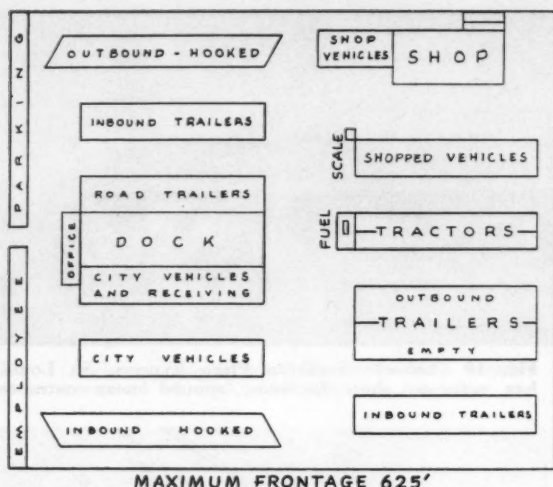 PARKING
EMPLOYEE
OUTBOUND - HOOKED
INBOUND TRAILERS
ROAD TRAILERS
OFFICE
DOCK
CITY VEHICLES
AND RECEIVING
CITY VEHICLES
INBOUND HOOKED
SHOP
VEHICLES
SHOP
SCALE
SHOPPED VEHICLES
FUEL
TRACTORS
OUTBOUND
TRAILERS
EMPTY
INBOUND TRAILERS
MAXIMUM FRONTAGE 625'